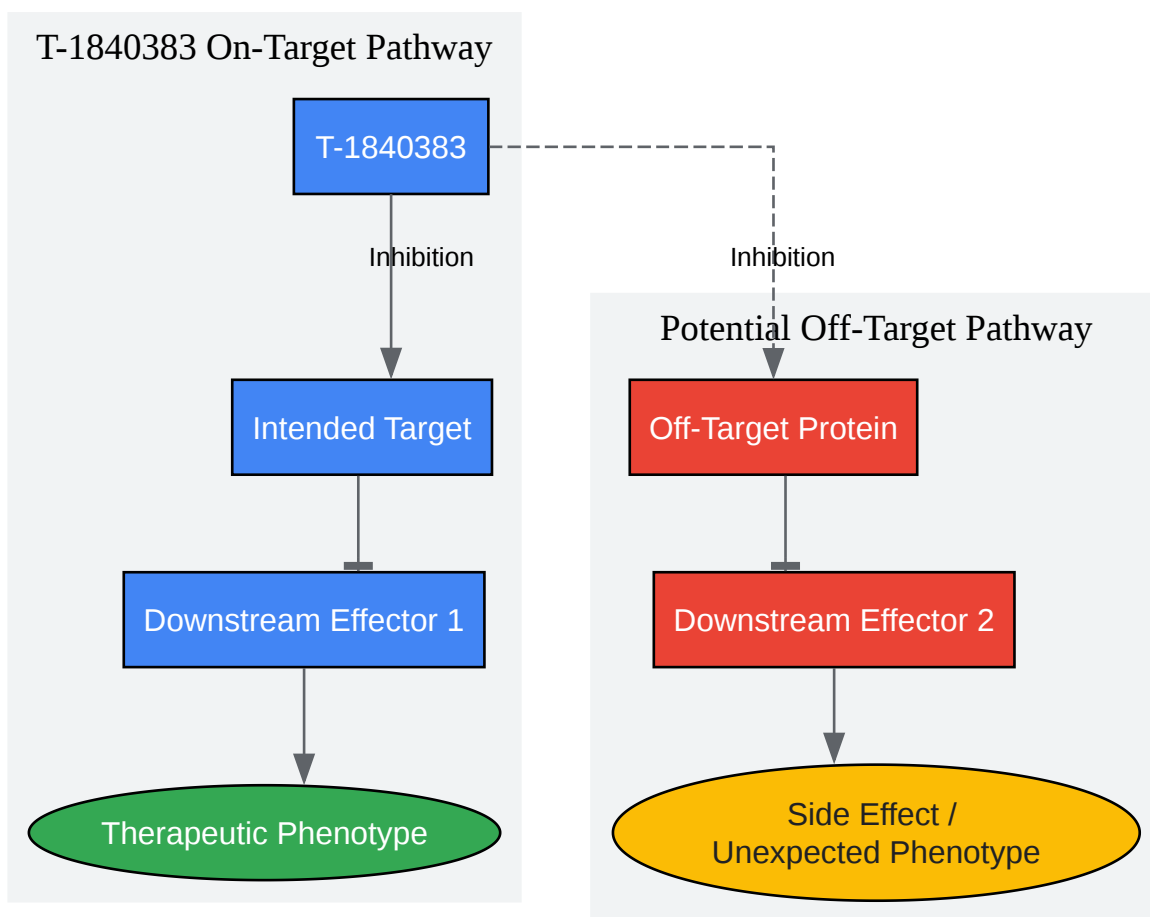 T-1840383 On-Target Pathway
T-1840383
Inhibition
Intended Target
Downstream Effector 1
Therapeutic Phenotype
Inhibition
Potential Off-Target Pathway
Off-Target Protein
Downstream Effector 2
Side Effect /
Unexpected Phenotype